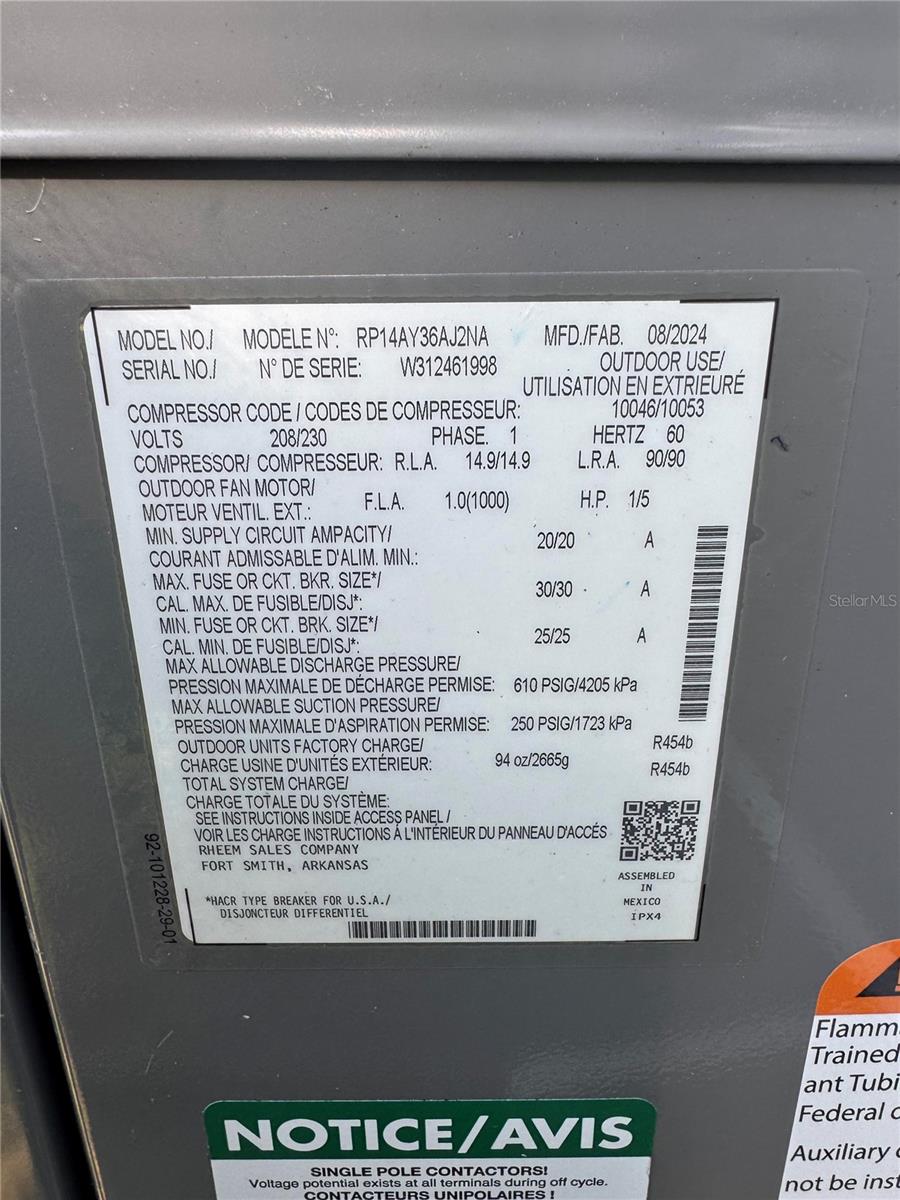 MODEL NO./ MODELE N°: RP14AY36AJ2NA MFD./FAB. 08/2024
SERIAL NO./ N° DE SERIE: W312461998 OUTDOOR USE/
UTILISATION EN EXTRIEURÉ
COMPRESSOR CODE / CODES DE COMPRESSEUR: 10046/10053
VOLTS 208/230 PHASE. 1 HERTZ 60
COMPRESSOR/ COMPRESSEUR: R.L.A. 14.9/14.9 L.R.A. 90/90
OUTDOOR FAN MOTOR/
MOTEUR VENTIL. EXT.: F.L.A. 1.0(1000) H.P. 1/5
MIN. SUPPLY CIRCUIT AMPACITY/ 20/20 A
COURANT ADMISSABLE D'ALIM. MIN.:
MAX. FUSE OR CKT. BKR. SIZE*/ 30/30 A
CAL. MAX. DE FUSIBLE/DISJ*:
MIN. FUSE OR CKT. BRK. SIZE*/ 25/25 A
CAL. MIN. DE FUSIBLE/DISJ*:
MAX ALLOWABLE DISCHARGE PRESSURE/
PRESSION MAXIMALE DE DÉCHARGE PERMISE: 610 PSIG/4205 kPa
MAX ALLOWABLE SUCTION PRESSURE/
PRESSION MAXIMALE D'ASPIRATION PERMISE: 250 PSIG/1723 kPa
OUTDOOR UNITS FACTORY CHARGE/ R454b
CHARGE USINE D'UNITÉS EXTÉRIEUR: 94 oz/2665g R454b
TOTAL SYSTEM CHARGE/
CHARGE TOTALE DU SYSTÈME:
SEE INSTRUCTIONS INSIDE ACCESS PANEL /
VOIR LES CHARGE INSTRUCTIONS À L'INTÉRIEUR DU PANNEAU D'ACCÉS
RHEEM SALES COMPANY
FORT SMITH, ARKANSAS
ASSEMBLED
IN
MEXICO
IPX4
*HACR TYPE BREAKER FOR U.S.A./
DISJONCTEUR DIFFERENTIEL
92-101228-29-01
StellarMLS
Flamm
Trained
ant Tubi
Federal
Auxiliary
not be inst
NOTICE/AVIS
SINGLE POLE CONTACTORS!
Voltage potential exists at all terminals during off cycle.
CONTACTEURS UNIPOLAIRES !